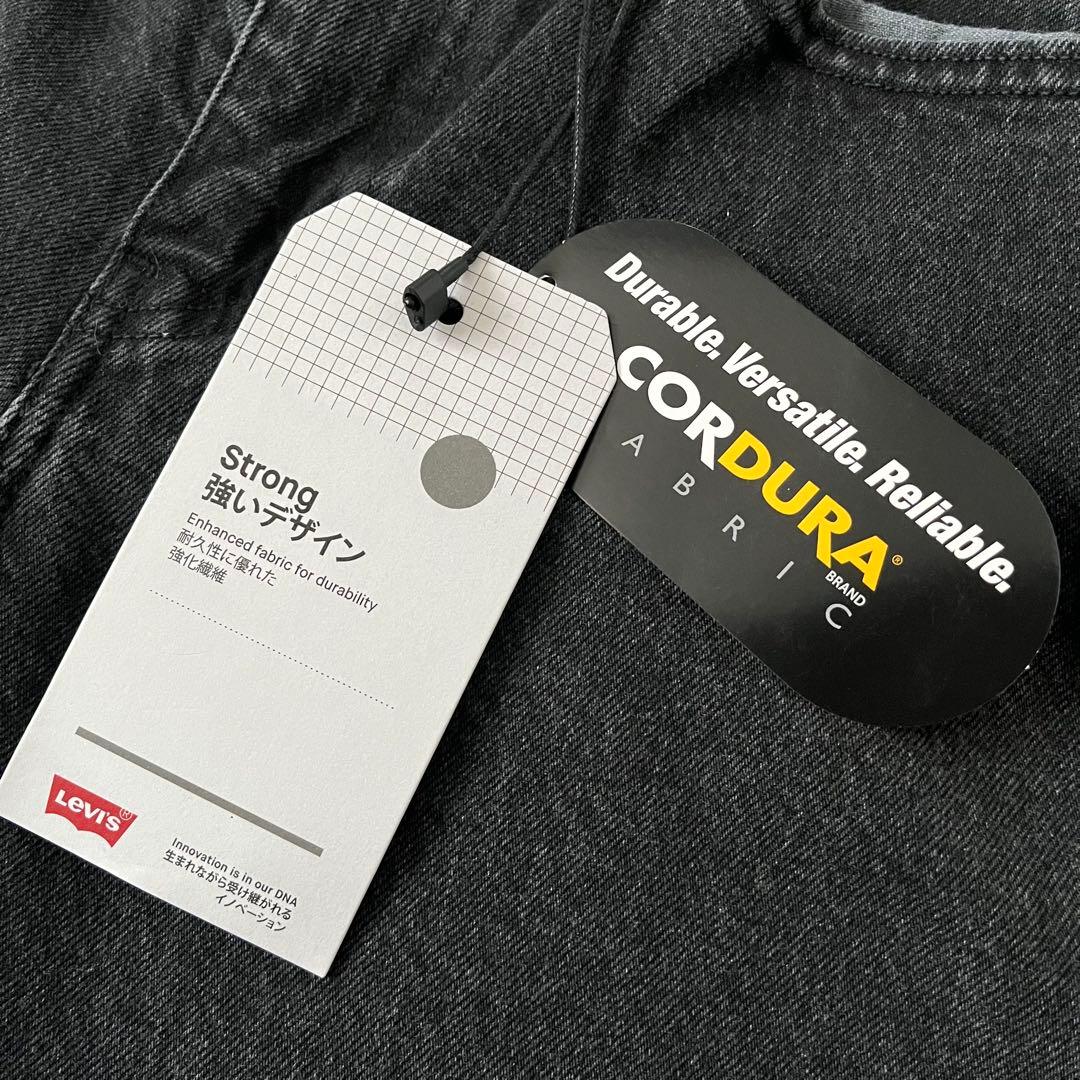 Strong
強いデザイン
Enhanced fabric for durability
耐久性に優れた
強化繊維
Levi's®
Innovation is in our DNA
生まれながら受け継がれる
イノベーション
Durable. Versatile. Reliable.
CORDURA®
BRAND
ABRIC